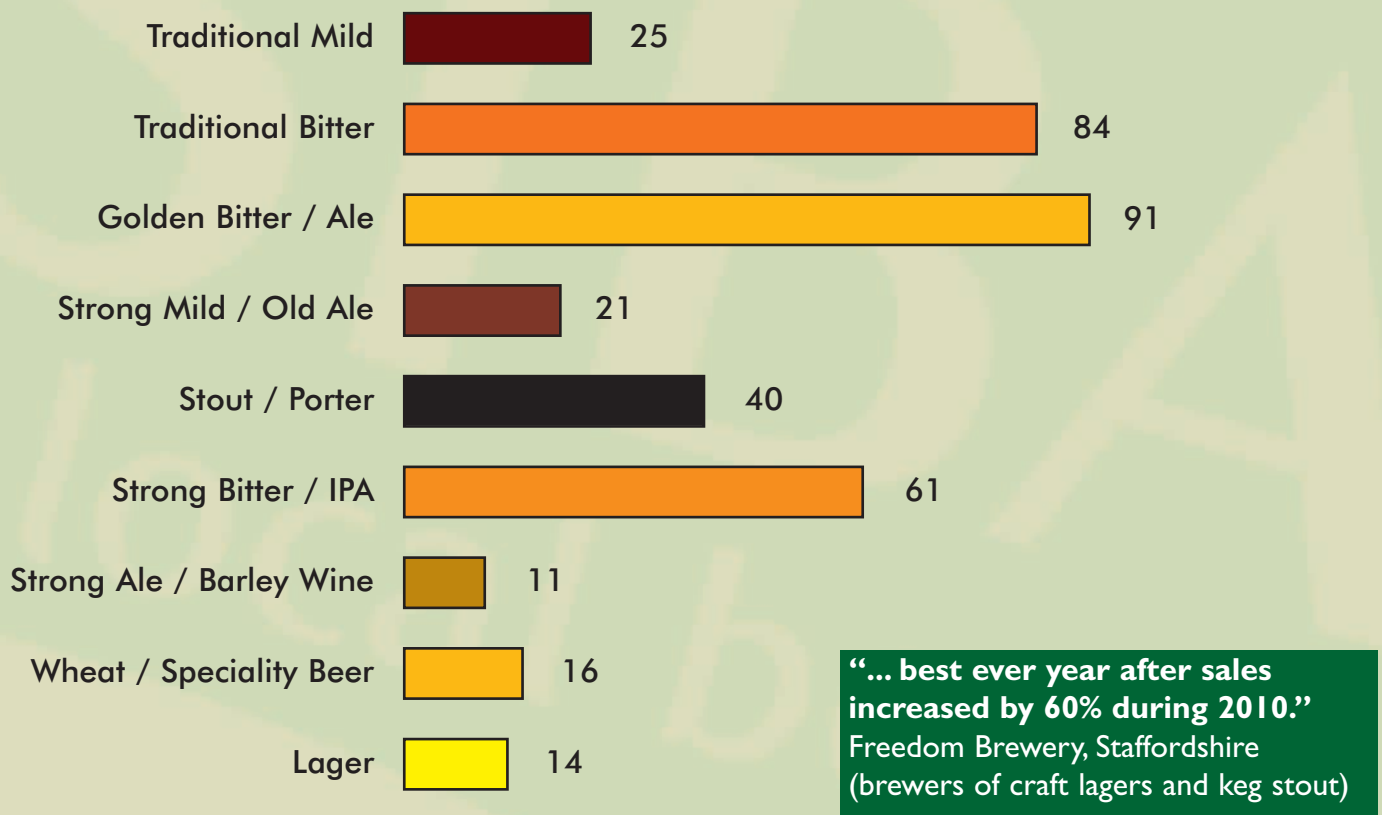 Traditional Mild 25
Traditional Bitter 84
Golden Bitter / Ale 91
Strong Mild / Old Ale 21
Stout / Porter 40
Strong Bitter / IPA 61
Strong Ale / Barley Wine 11
Wheat / Speciality Beer 16
Lager 14
“... best ever year after sales
increased by 60% during 2010.”
Freedom Brewery, Staffordshire
(brewers of craft lagers and keg stout)
SIBA
local b